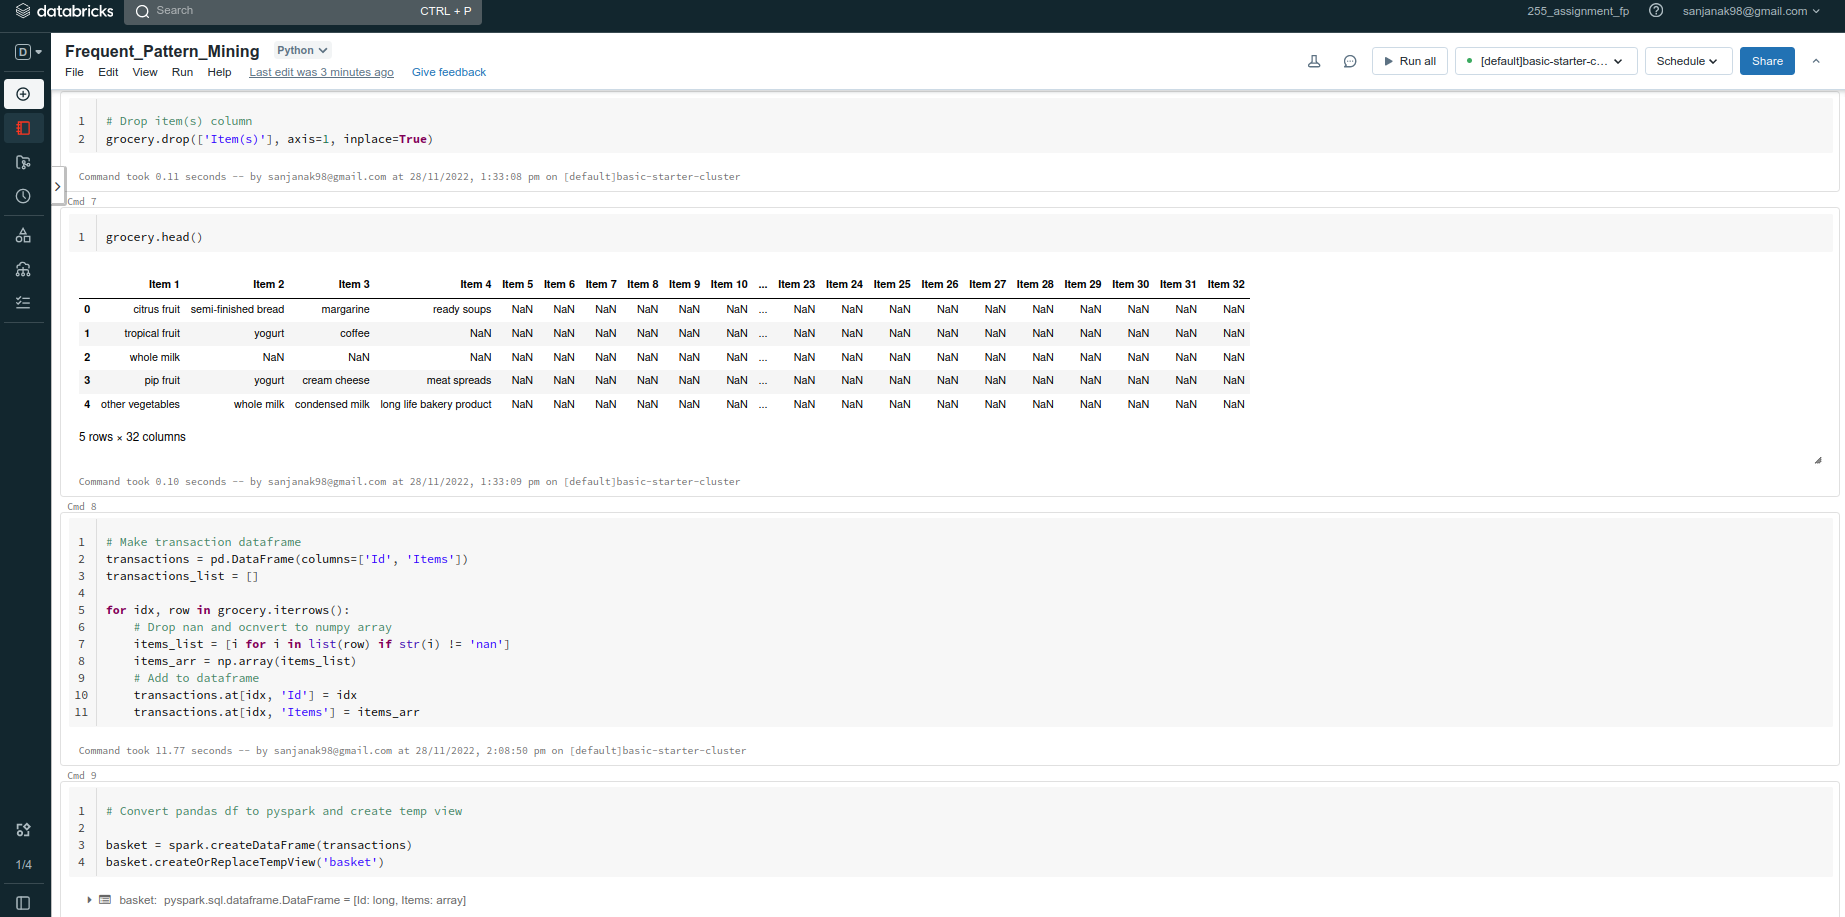 databricks
Search CTRL + P
255_assignment_fp
sanjanak98@gmail.com
D
Frequent_Pattern_Mining Python
File Edit View Run Help Last edit was 3 minutes ago Give feedback
Run all
[default]basic-starter-c...
Schedule
Share
1 # Drop item(s) column
2 grocery.drop(['Item(s)'], axis=1, inplace=True)
Command took 0.11 seconds -- by sanjanak98@gmail.com at 28/11/2022, 1:33:08 pm on [default]basic-starter-cluster
Cmd 7
1 grocery.head()
Item 1 Item 2 Item 3 Item 4 Item 5 Item 6 Item 7 Item 8 Item 9 Item 10 ... Item 23 Item 24 Item 25 Item 26 Item 27 Item 28 Item 29 Item 30 Item 31 Item 32
0 citrus fruit semi-finished bread margarine ready soups NaN NaN NaN NaN NaN NaN ... NaN NaN NaN NaN NaN NaN NaN NaN NaN NaN
1 tropical fruit yogurt coffee NaN NaN NaN NaN NaN NaN NaN ... NaN NaN NaN NaN NaN NaN NaN NaN NaN NaN
2 whole milk NaN NaN NaN NaN NaN NaN NaN NaN NaN ... NaN NaN NaN NaN NaN NaN NaN NaN NaN NaN
3 pip fruit yogurt cream cheese meat spreads NaN NaN NaN NaN NaN NaN ... NaN NaN NaN NaN NaN NaN NaN NaN NaN NaN
4 other vegetables whole milk condensed milk long life bakery product NaN NaN NaN NaN NaN NaN ... NaN NaN NaN NaN NaN NaN NaN NaN NaN NaN
5 rows × 32 columns
Command took 0.10 seconds -- by sanjanak98@gmail.com at 28/11/2022, 1:33:09 pm on [default]basic-starter-cluster
Cmd 8
1 # Make transaction dataframe
2 transactions = pd.DataFrame(columns=['Id', 'Items'])
3 transactions_list = []
4
5 for idx, row in grocery.iterrows():
6 # Drop nan and ocnvert to numpy array
7 items_list = [i for i in list(row) if str(i) != 'nan']
8 items_arr = np.array(items_list)
9 # Add to dataframe
10 transactions.at[idx, 'Id'] = idx
11 transactions.at[idx, 'Items'] = items_arr
Command took 11.77 seconds -- by sanjanak98@gmail.com at 28/11/2022, 2:08:50 pm on [default]basic-starter-cluster
Cmd 9
1 # Convert pandas df to pyspark and create temp view
2
3 basket = spark.createDataFrame(transactions)
4 basket.createOrReplaceTempView('basket')
1/4
basket: pyspark.sql.dataframe.DataFrame = [Id: long, Items: array]